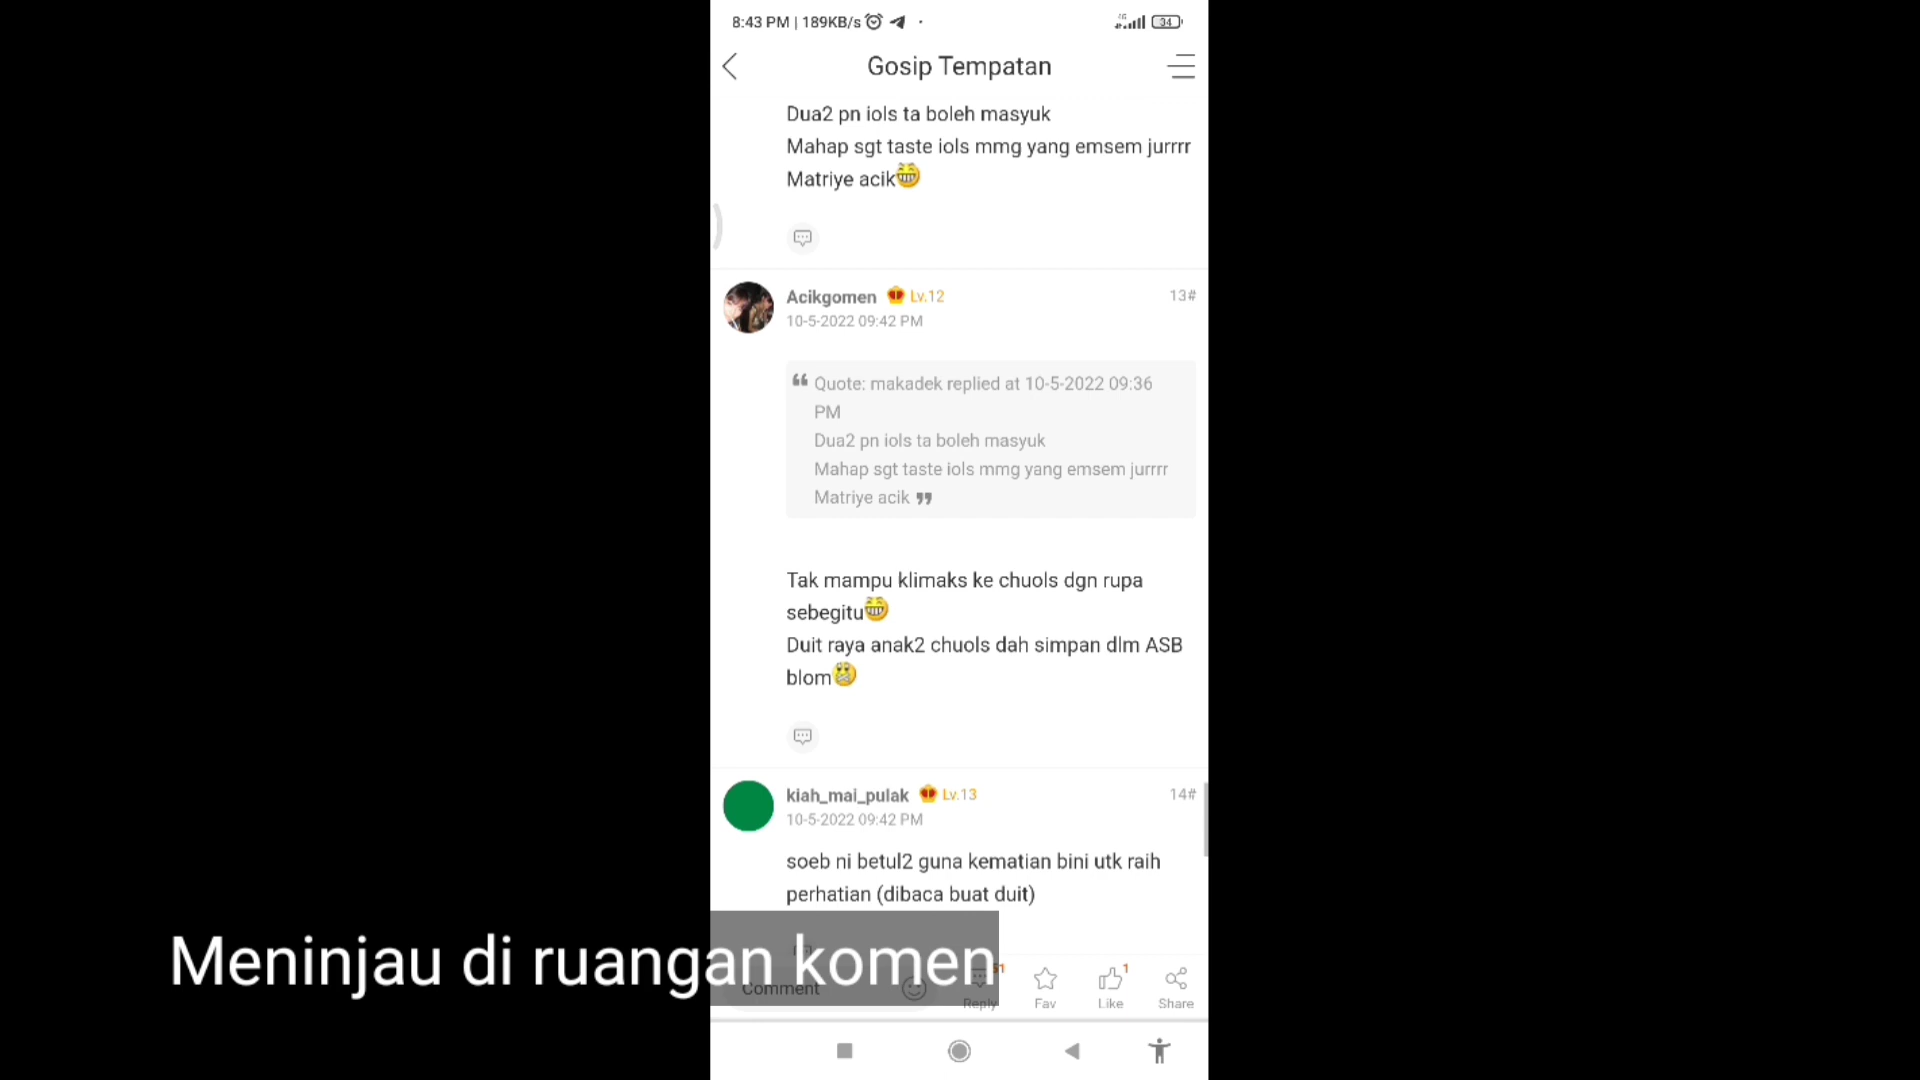 8:43 PM | 189KB/s
34
Gosip Tempatan
Dua2 pn iols ta boleh masyuk
Mahap sgt taste iols mmg yang emsem jurrrr
Matriye acik
Acikgomen Lv.12
13#
10-5-2022 09:42 PM
Quote: makadek replied at 10-5-2022 09:36
PM
Dua2 pn iols ta boleh masyuk
Mahap sgt taste iols mmg yang emsem jurrrr
Matriye acik
Tak mampu klimaks ke chuols dgn rupa
sebegitu
Duit raya anak2 chuols dah simpan dlm ASB
blom
kiah_mai_pulak Lv.13
14#
10-5-2022 09:42 PM
soeb ni betul2 guna kematian bini utk raih
perhatian (dibaca buat duit)
Meninjau di ruangan komen
Comment
Reply
Fav
1
Like
Share